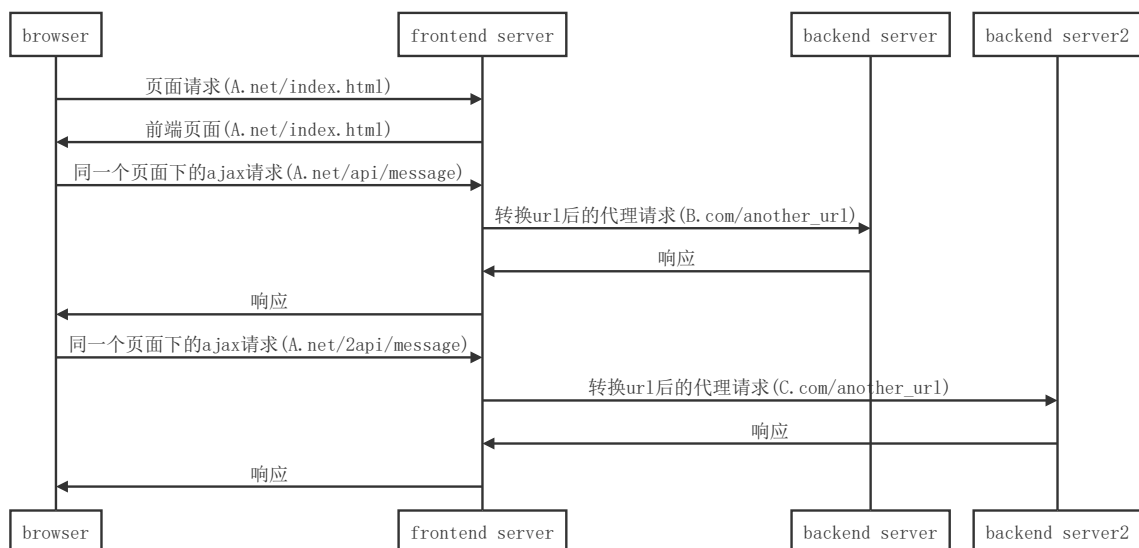 browser
frontend server
backend server
backend server2
页面请求(A.net/index.html)
前端页面(A.net/index.html)
同一个页面下的ajax请求(A.net/api/message)
转换url后的代理请求(B.com/another_url)
响应
响应
同一个页面下的ajax请求(A.net/2api/message)
转换url后的代理请求(C.com/another_url)
响应
响应
browser
frontend server
backend server
backend server2